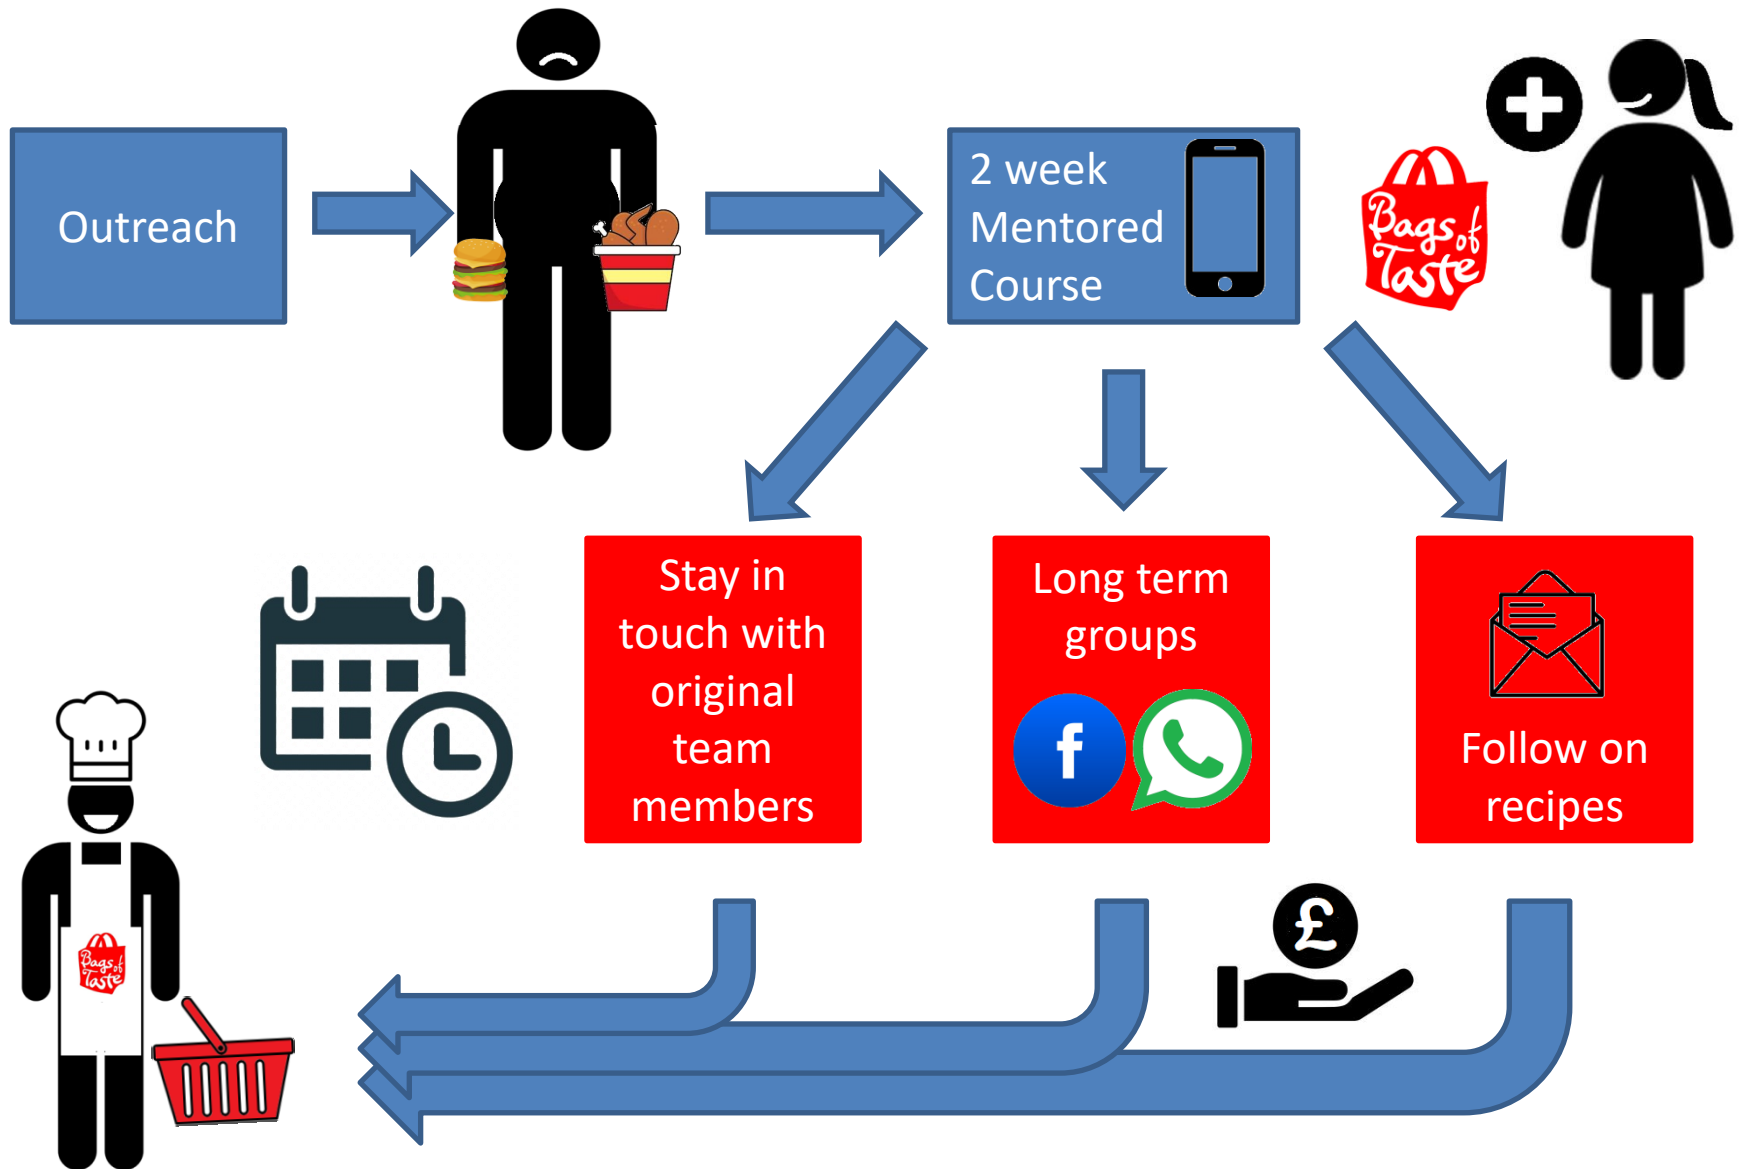 Outreach
2 week
Mentored
Course
Bags of
Taste
Stay in
touch with
original
team
members
Long term
groups
f
Follow on
recipes
£
Bags of
Taste